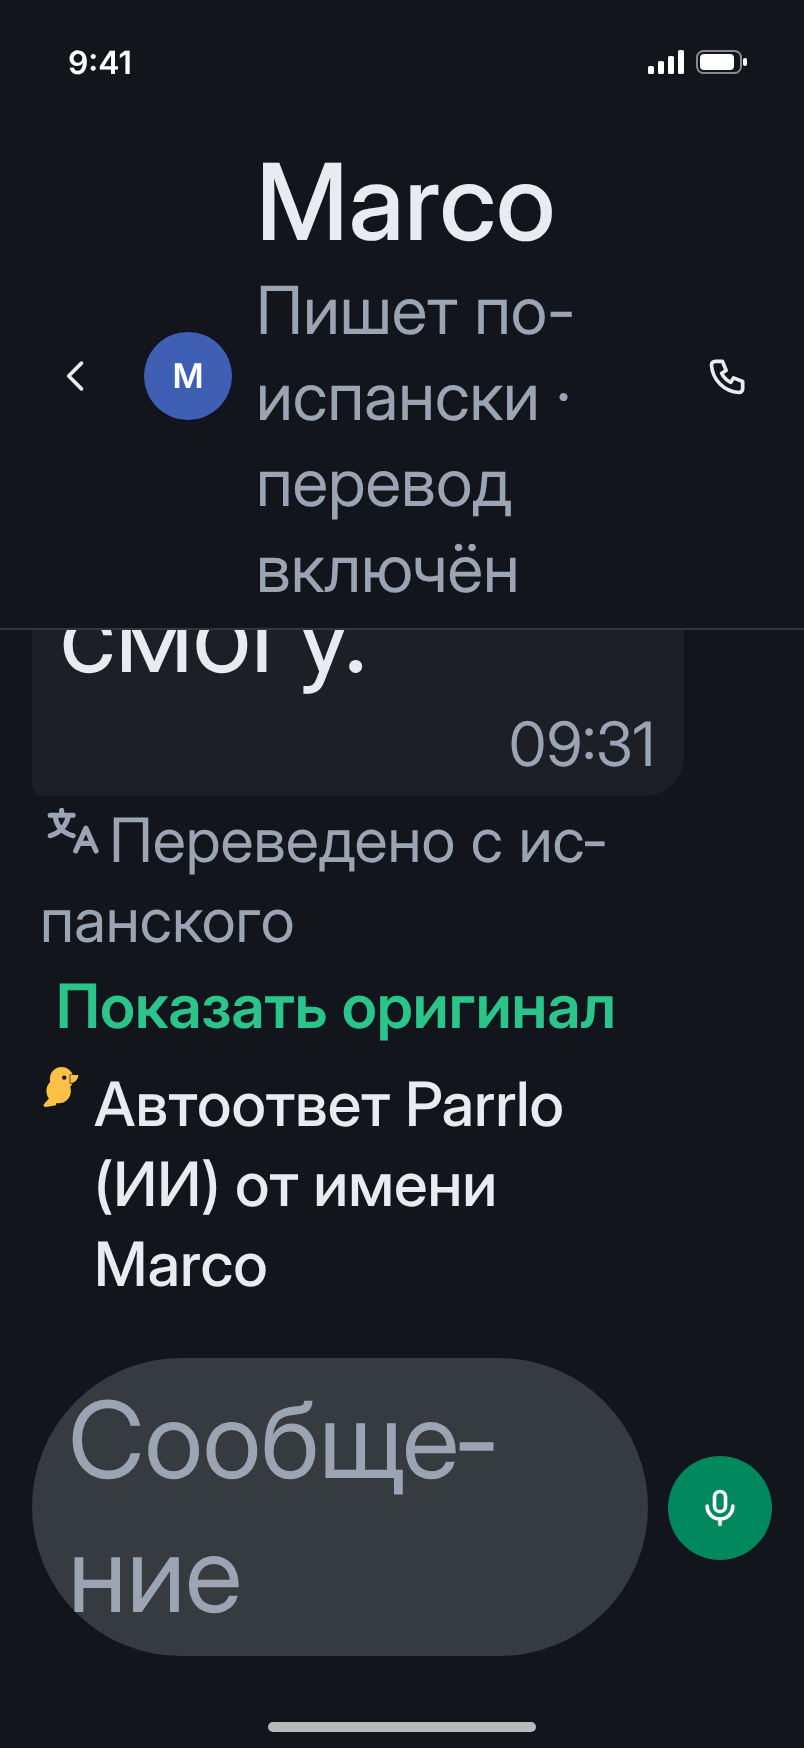 9:41
Marco
M
Пишет по-
испански ·
перевод
включён
смогу.
09:31
Переведено с ис-
панского
Показать оригинал
Автоответ Parrlo
(ИИ) от имени
Marco
Сообще-
ние